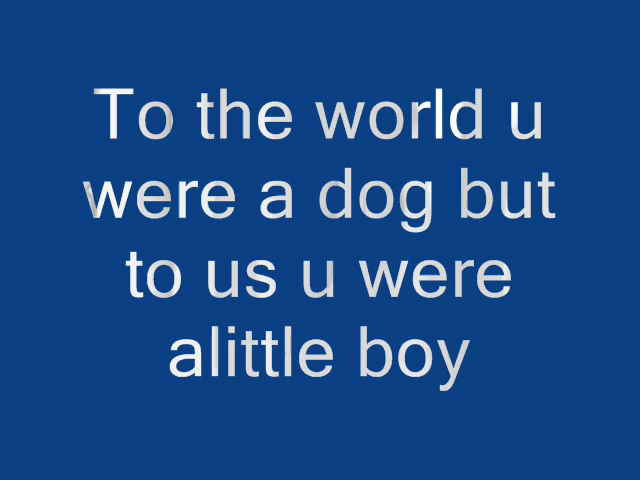 To the world u
were a dog but
to us u were
alittle boy